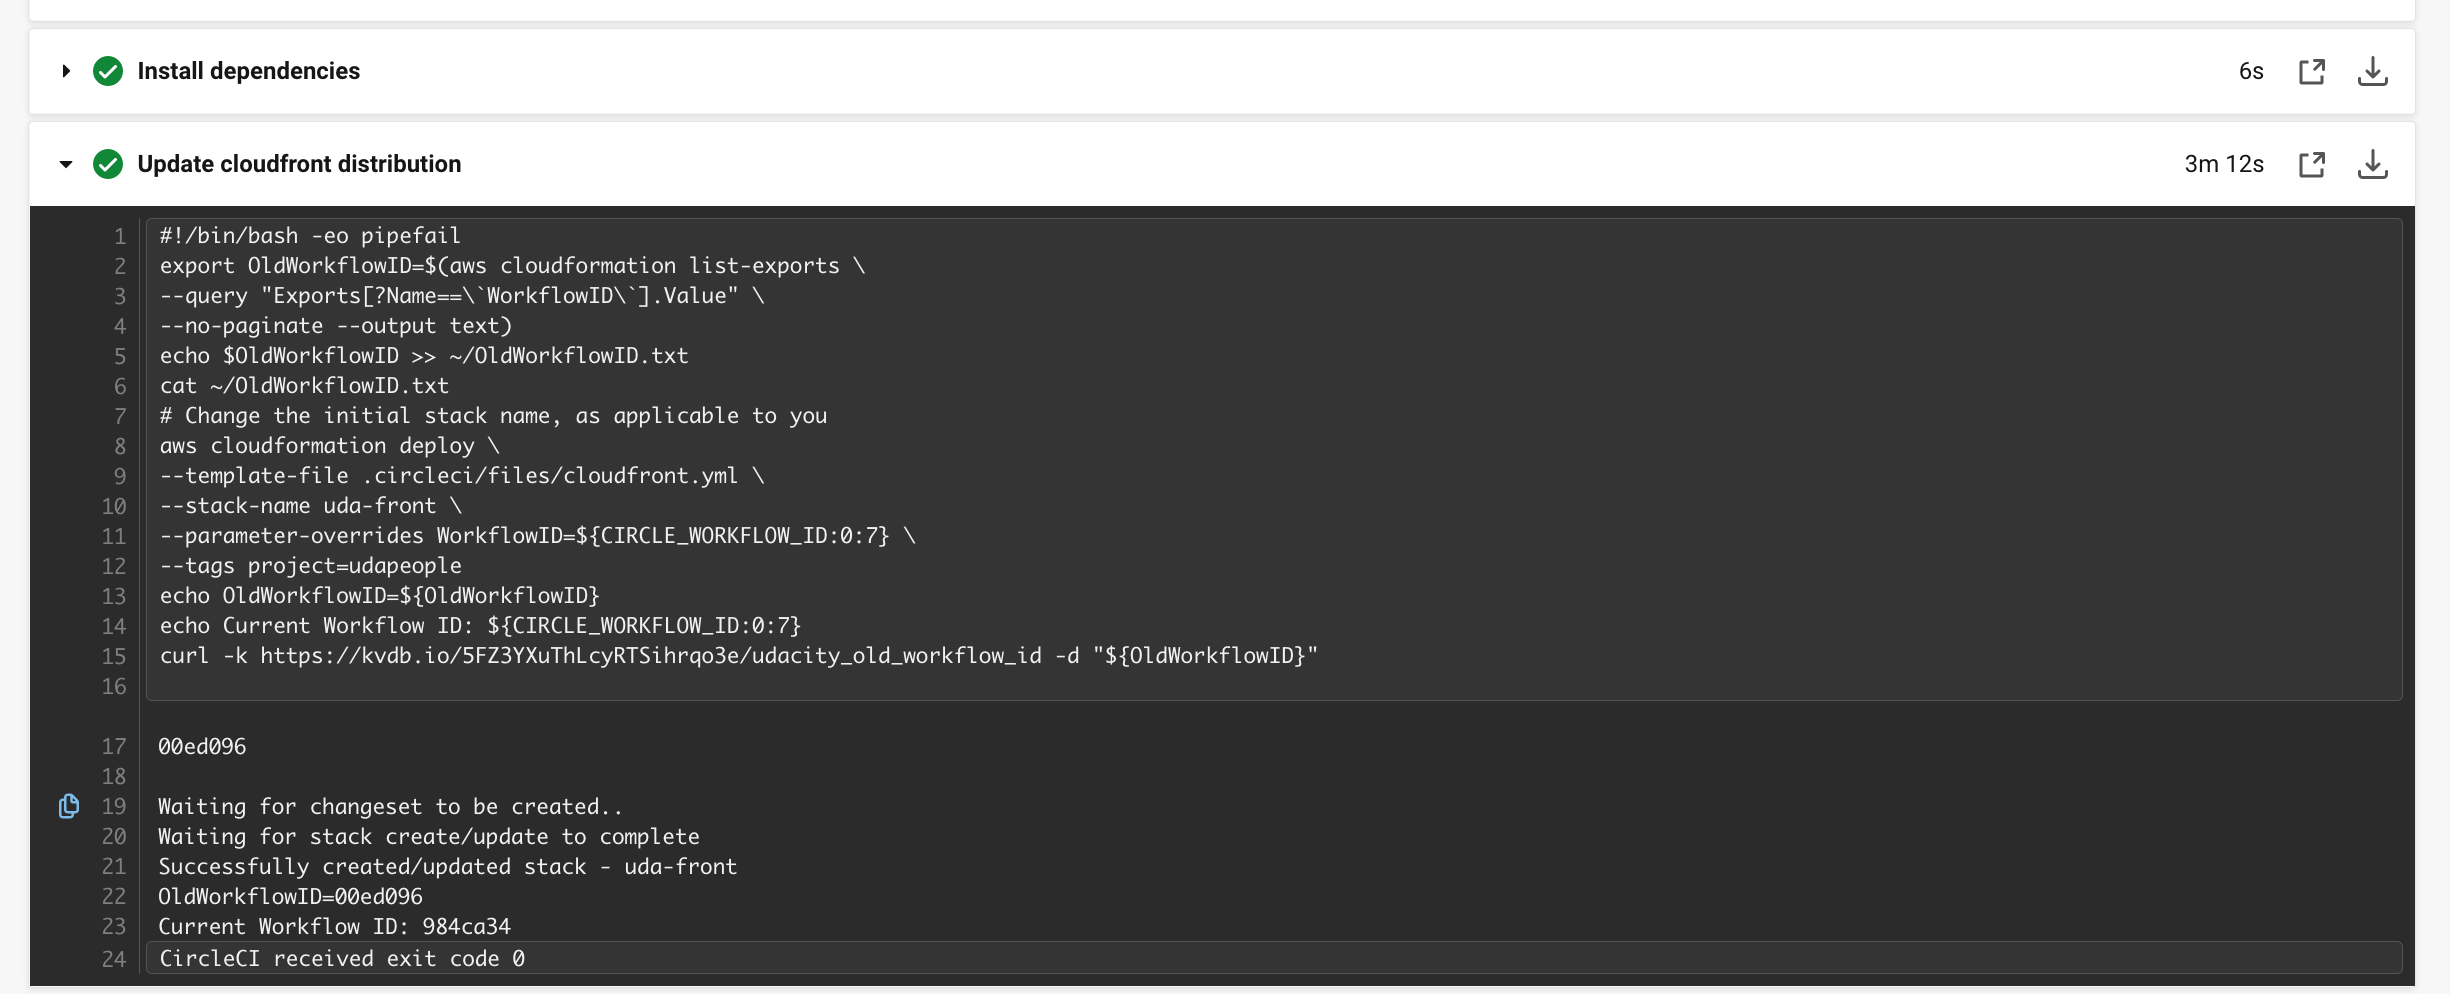 Install dependencies 6s
Update cloudfront distribution 3m 12s
1 #!/bin/bash -eo pipefail
2 export OldWorkflowID=$(aws cloudformation list-exports \
3 --query "Exports[?Name==\`WorkflowID\`].Value" \
4 --no-paginate --output text)
5 echo $OldWorkflowID >> ~/OldWorkflowID.txt
6 cat ~/OldWorkflowID.txt
7 # Change the initial stack name, as applicable to you
8 aws cloudformation deploy \
9 --template-file .circleci/files/cloudfront.yml \
10 --stack-name uda-front \
11 --parameter-overrides WorkflowID=${CIRCLE_WORKFLOW_ID:0:7} \
12 --tags project=udapeople
13 echo OldWorkflowID=${OldWorkflowID}
14 echo Current Workflow ID: ${CIRCLE_WORKFLOW_ID:0:7}
15 curl -k https://kvdb.io/5FZ3YXuThLcyRTSihrqo3e/udacity_old_workflow_id -d "${OldWorkflowID}"
16
17 00ed096
18
19 Waiting for changeset to be created..
20 Waiting for stack create/update to complete
21 Successfully created/updated stack - uda-front
22 OldWorkflowID=00ed096
23 Current Workflow ID: 984ca34
24 CircleCI received exit code 0